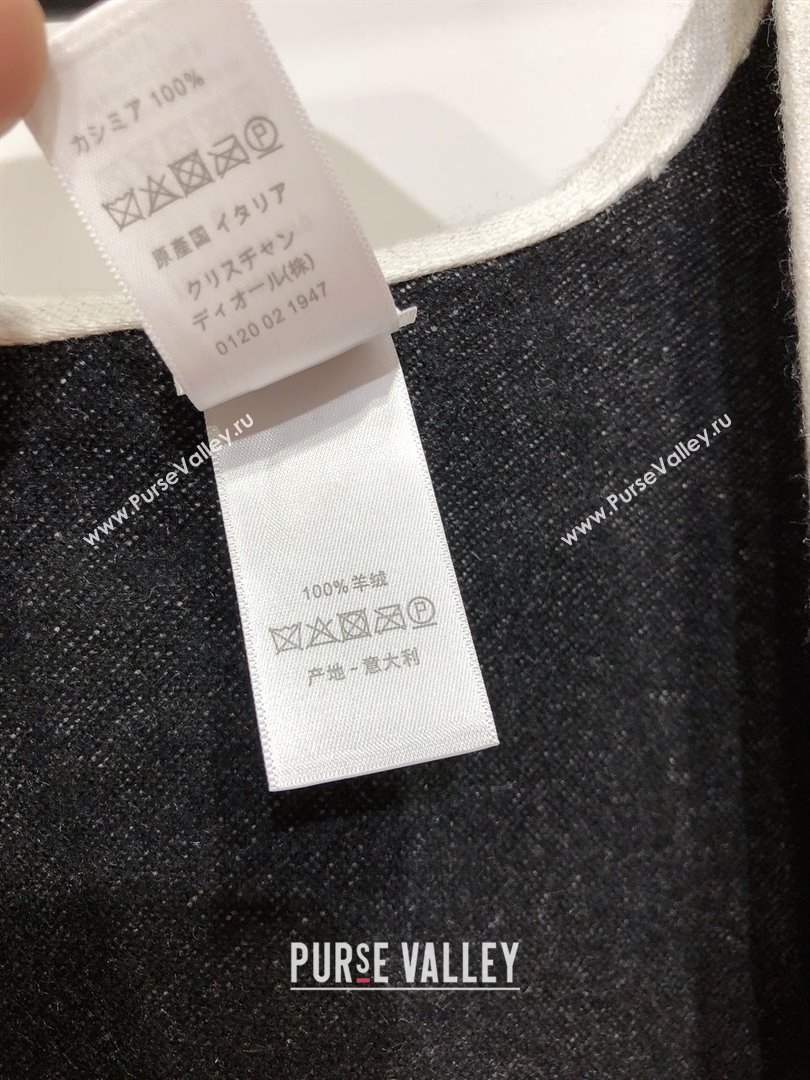 カシミア 100%
原産国 イタリア
クリスチャン
ディオール(株)
0120 02 1947
www.PurseValley.ru
www.PurseValley.ru
100%羊绒
产地-意大利
PURSE VALLEY